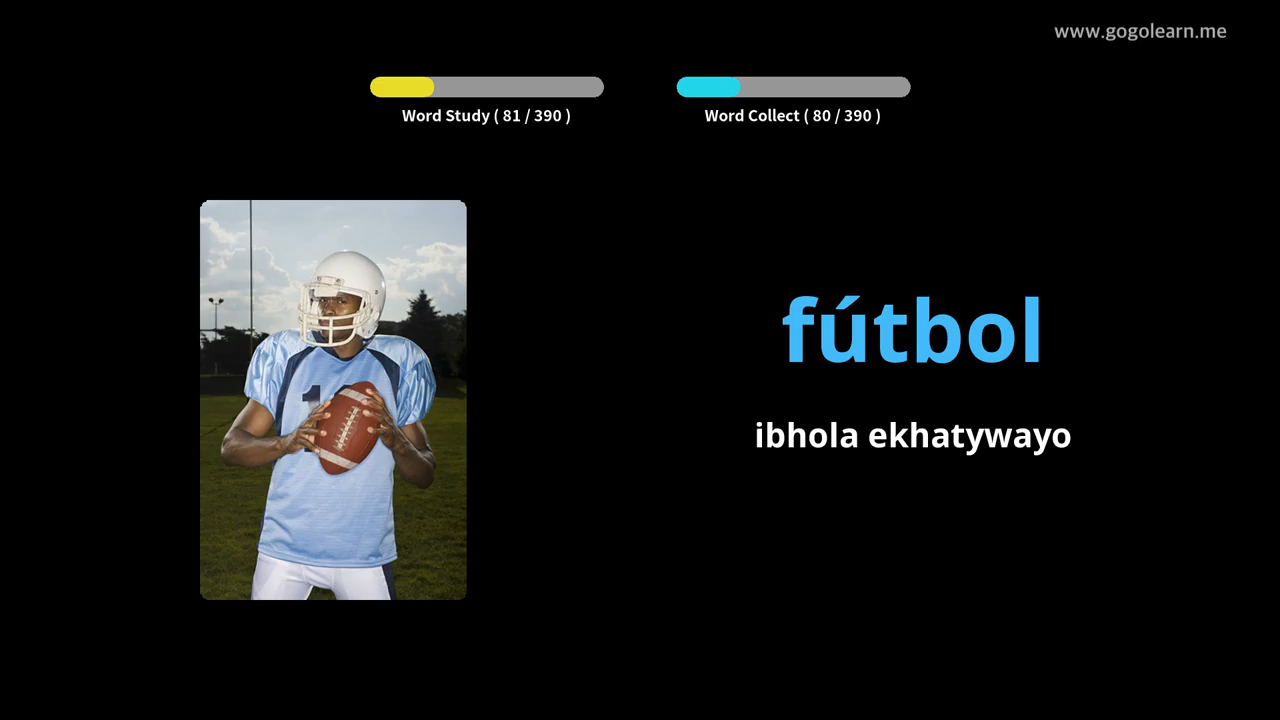 www.gogolearn.me
Word Study ( 81 / 390 )
Word Collect ( 80 / 390 )
fútbol
ibhola ekhatywayo